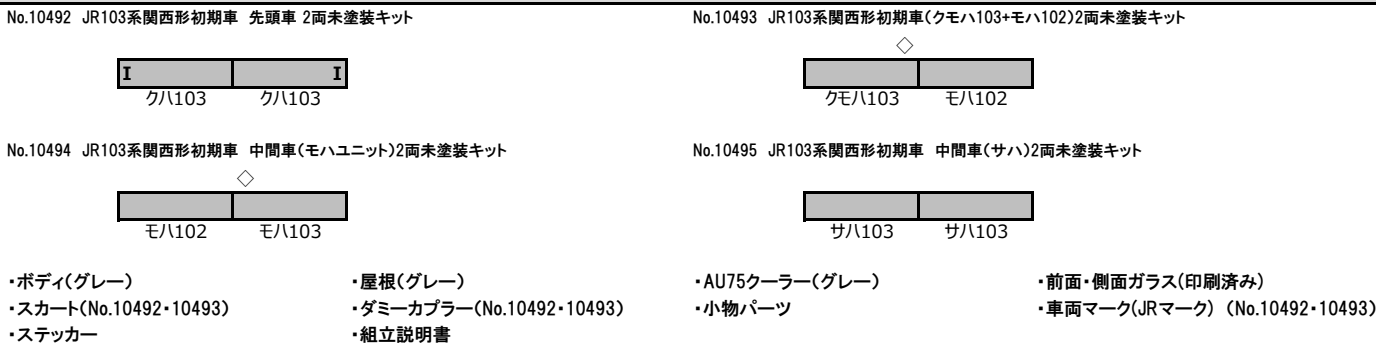 No.10492 JR103系関西形初期車 先頭車 2両未塗装キット
I I
クハ103 クハ103
No.10493 JR103系関西形初期車(クモハ103+モハ102)2両未塗装キット
◇
クモハ103 モハ102
No.10494 JR103系関西形初期車 中間車(モハユニット)2両未塗装キット
◇
モハ102 モハ103
No.10495 JR103系関西形初期車 中間車(サハ)2両未塗装キット
サハ103 サハ103
・ボディ(グレー) ・屋根(グレー) ・AU75クーラー(グレー) ・前面・側面ガラス(印刷済み)
・スカート(No.10492・10493) ・ダミーカプラー(No.10492・10493) ・小物パーツ ・車両マーク(JRマーク) (No.10492・10493)
・ステッカー ・組立説明書